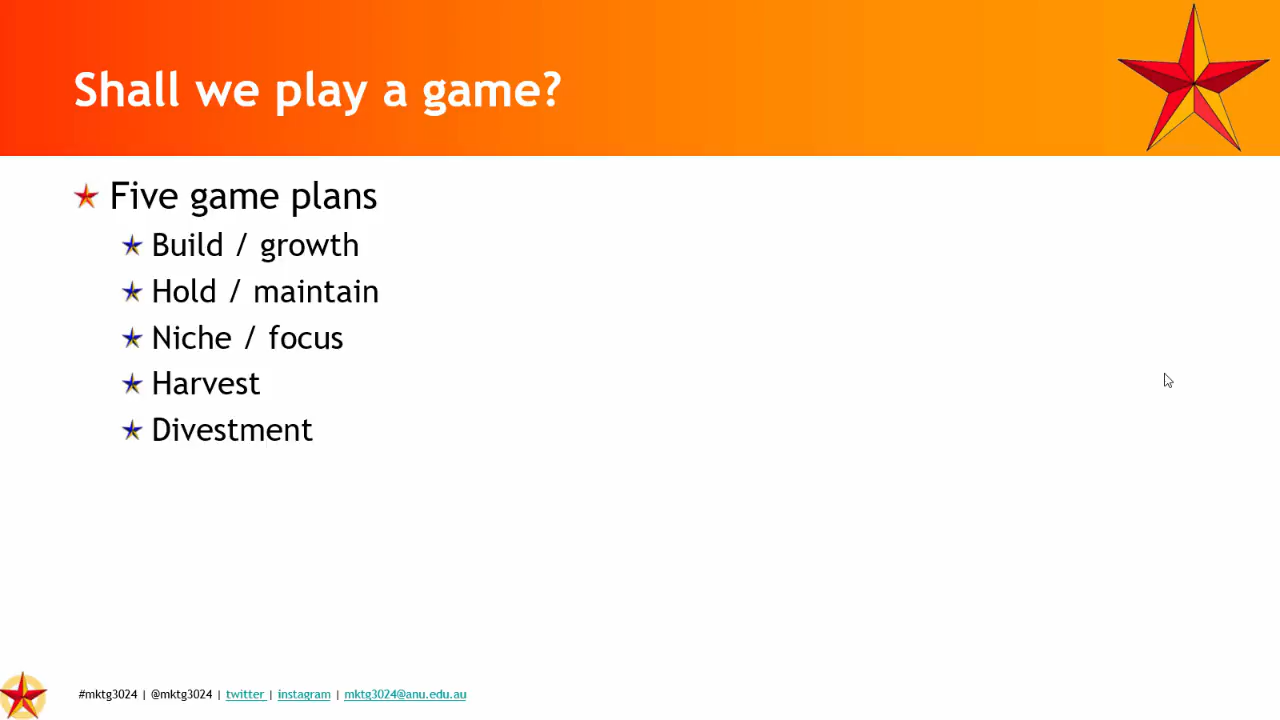 Shall we play a game?
Five game plans
Build / growth
Hold / maintain
Niche / focus
Harvest
Divestment
#mktg3024 | @mktg3024 | twitter | instagram | mktg3024@anu.edu.au